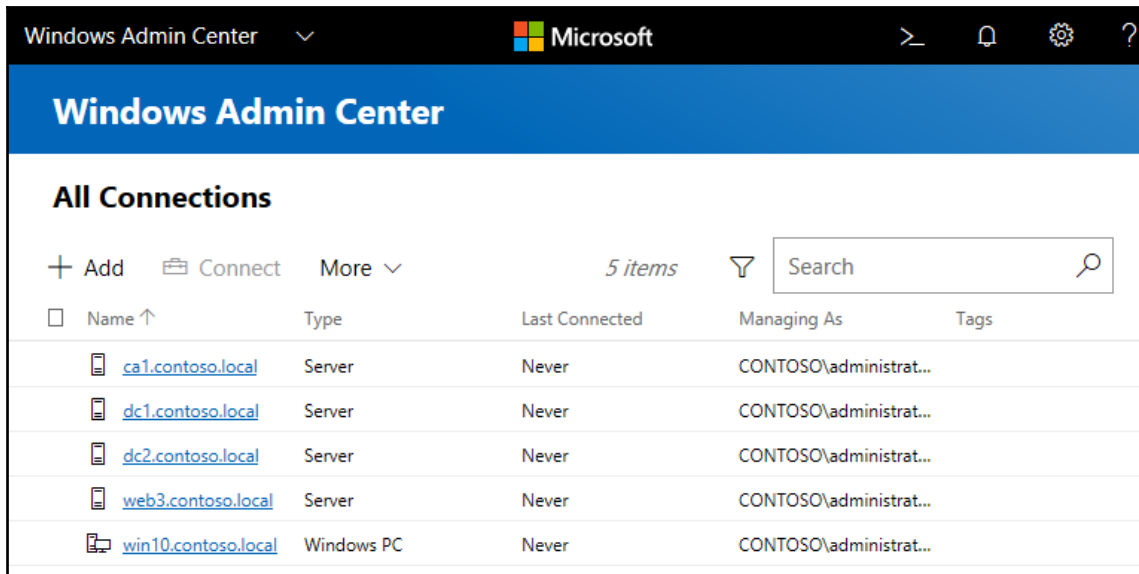 Windows Admin Center Microsoft >_ ?
Windows Admin Center
All Connections
+ Add Connect More 5 items Search
Name Type Last Connected Managing As Tags
ca1.contoso.local Server Never CONTOSO\administrat...
dc1.contoso.local Server Never CONTOSO\administrat...
dc2.contoso.local Server Never CONTOSO\administrat...
web3.contoso.local Server Never CONTOSO\administrat...
win10.contoso.local Windows PC Never CONTOSO\administrat...